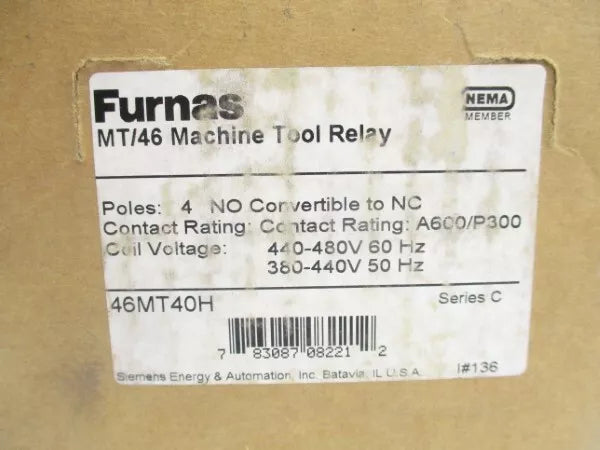 Furnas
NEMA
MEMBER
MT/46 Machine Tool Relay
Poles: 4 NO Convertible to NC
Contact Rating: Contact Rating: A600/P300
Coil Voltage: 440-480V 60 Hz
380-440V 50 Hz
46MT40H
Series C
7 83087 08221 2
Siemens Energy & Automation, Inc. Batavia, IL U.S.A.
I#136